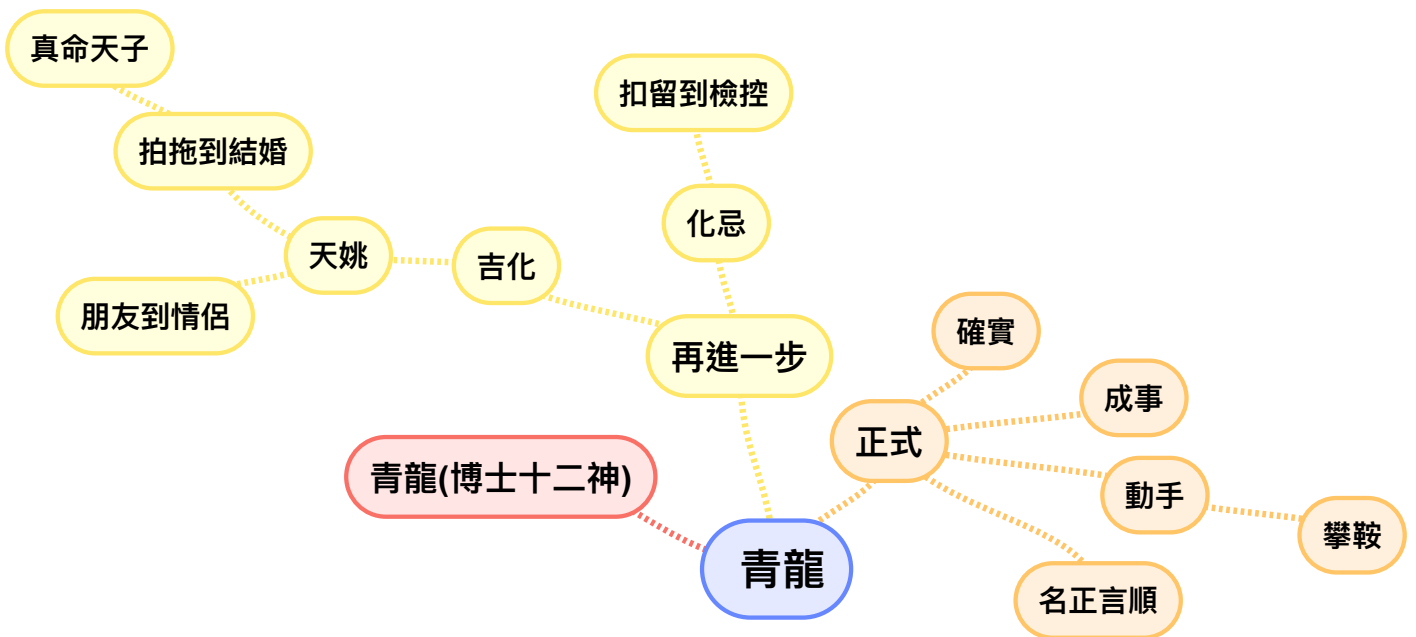 真命天子
扣留到檢控
拍拖到結婚
化忌
天姚
吉化
朋友到情侶
確實
再進一步
成事
正式
青龍(博士十二神)
動手
攀鞍
青龍
名正言順